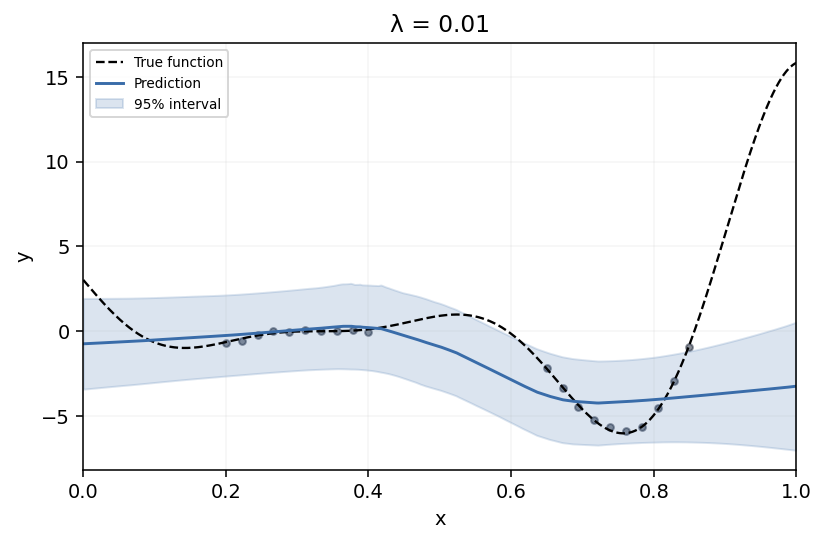 λ = 0.01
True function
Prediction
95% interval
y
15
10
5
0
−5
0.0 0.2 0.4 0.6 0.8 1.0
x